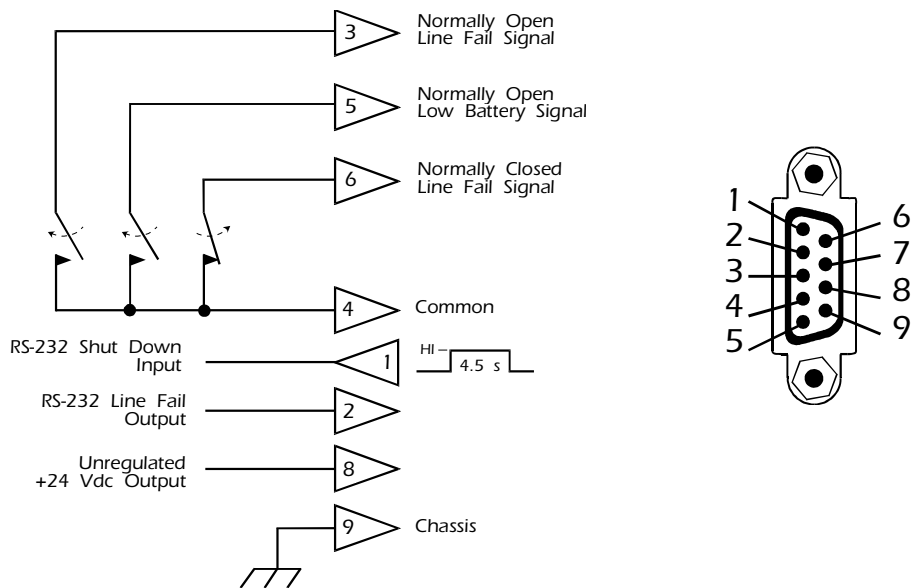 3
Normally Open
Line Fail Signal
5
Normally Open
Low Battery Signal
6
Normally Closed
Line Fail Signal
4
Common
RS-232 Shut Down
Input
1
HI
4.5 s
RS-232 Line Fail
Output
2
Unregulated
+24 Vdc Output
8
9
Chassis
1
2
3
4
5
6
7
8
9